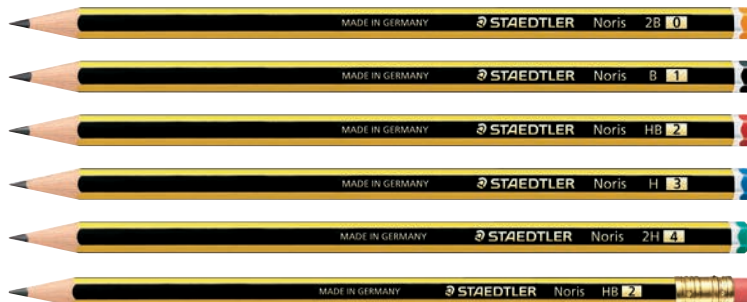 MADE IN GERMANY STAEDTLER Noris 2B 0
MADE IN GERMANY STAEDTLER Noris B 1
MADE IN GERMANY STAEDTLER Noris HB 2
MADE IN GERMANY STAEDTLER Noris H 3
MADE IN GERMANY STAEDTLER Noris 2H 4
MADE IN GERMANY STAEDTLER Noris HB 2